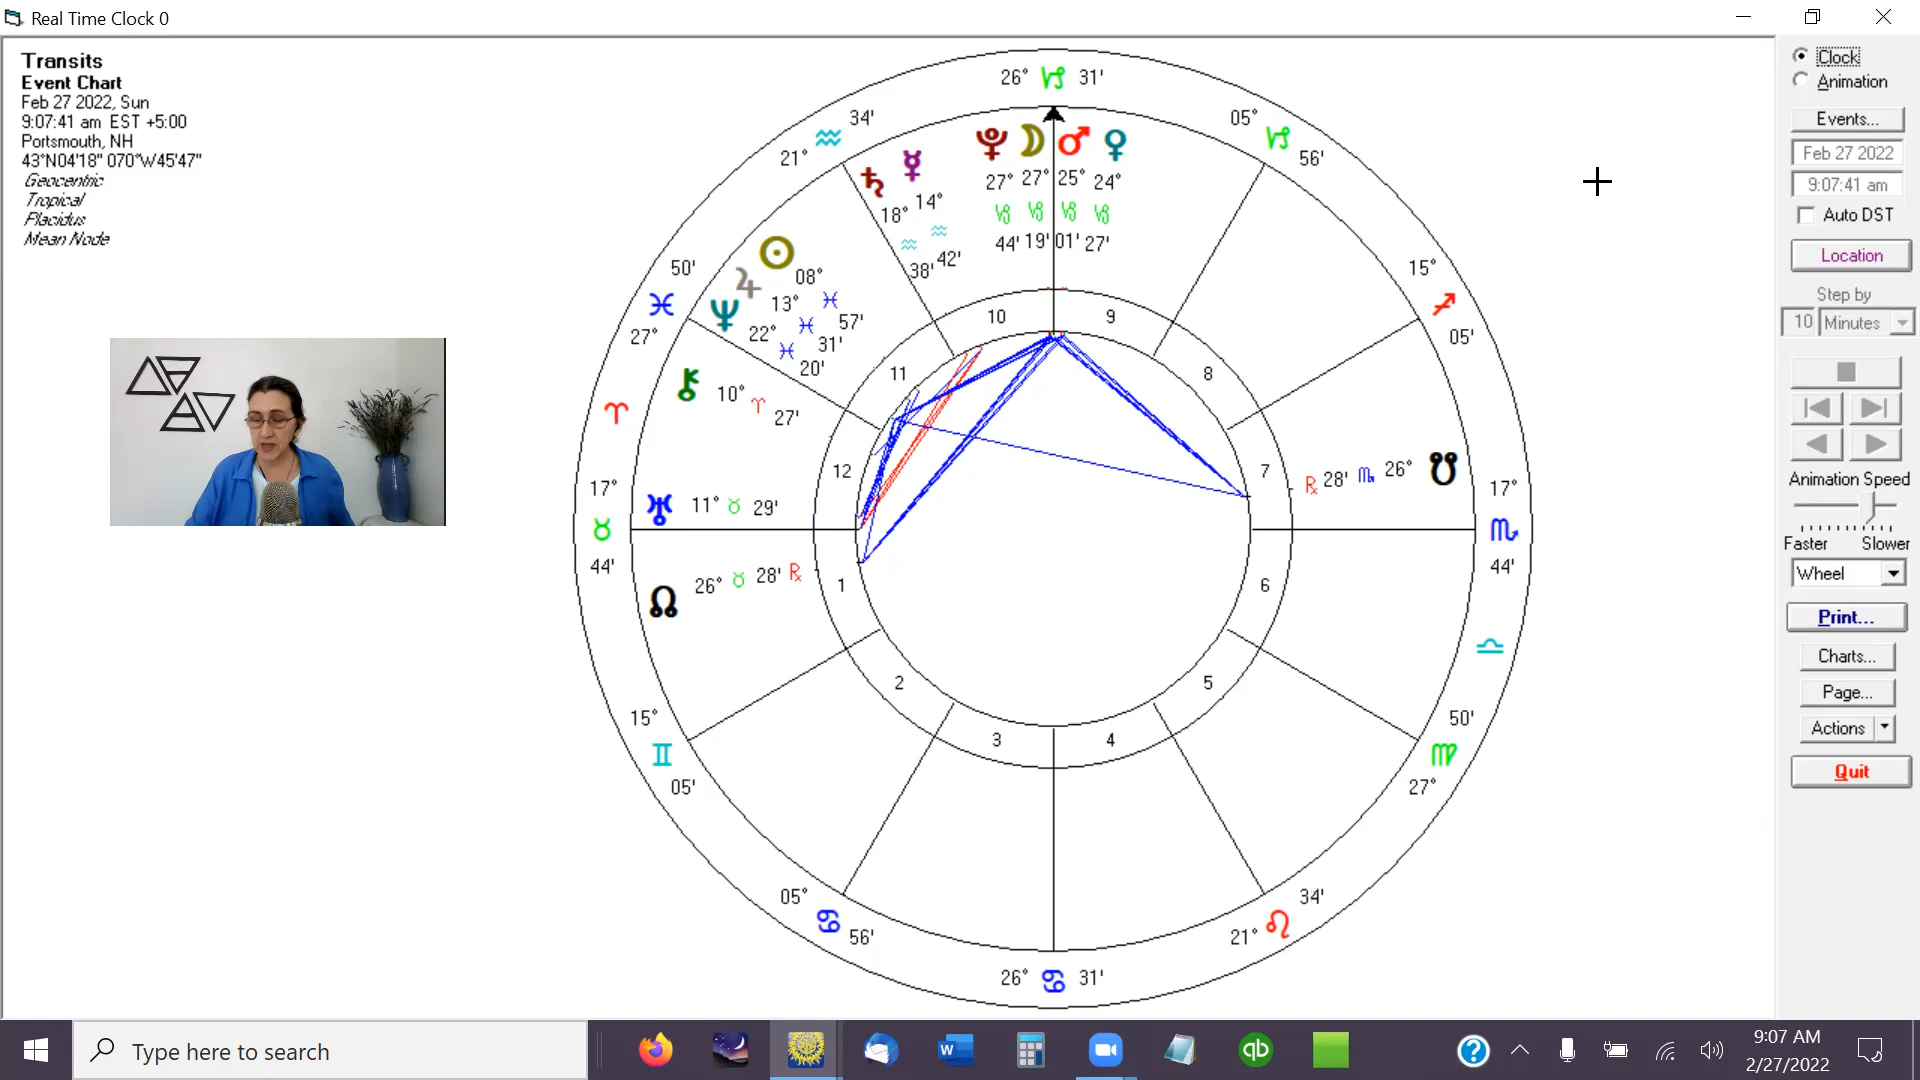 Real Time Clock 0
Transits
Event Chart
Feb 27 2022, Sun
9:07:41 am EST +5:00
Portsmouth, NH
43°N04'18" 070°W45'47"
Geocentric
Tropical
Placidus
Mean Node
26° ♑ 31'
05° ♑ 56'
15° ♐ 05'
17° ♏ 44'
♎
50' ♍ 27°
34' ♌ 21°
26° ♋ 31'
05° ♋ 56'
15° ♊ 05'
17° ♉ 44'
♈
50' ♓ 27°
21° ♒ 34'
♇ 27° ♑ 44'
☽ 27° ♑ 19'
♂ 25° ♑ 01'
♀ 24° ♑ 27'
☿ 14° ♒ 42'
♄ 18° ♒ 38'
☉ 08° ♓ 57'
♃ 13° ♓ 31'
♆ 22° ♓ 20'
⚷ 10° ♈ 27'
♅ 11° ♉ 29'
☊ 26° ♉ 28' ℞
℞ 28' ♏ 26° ☋
1
2
3
4
5
6
7
8
9
10
11
12
Clock
Animation
Events...
Feb 27 2022
9:07:41 am
Auto DST
Location
Step by
10 Minutes
Animation Speed
Faster Slower
Wheel
Print...
Charts...
Page...
Actions
Quit
Type here to search
W
qb
?
9:07 AM
2/27/2022